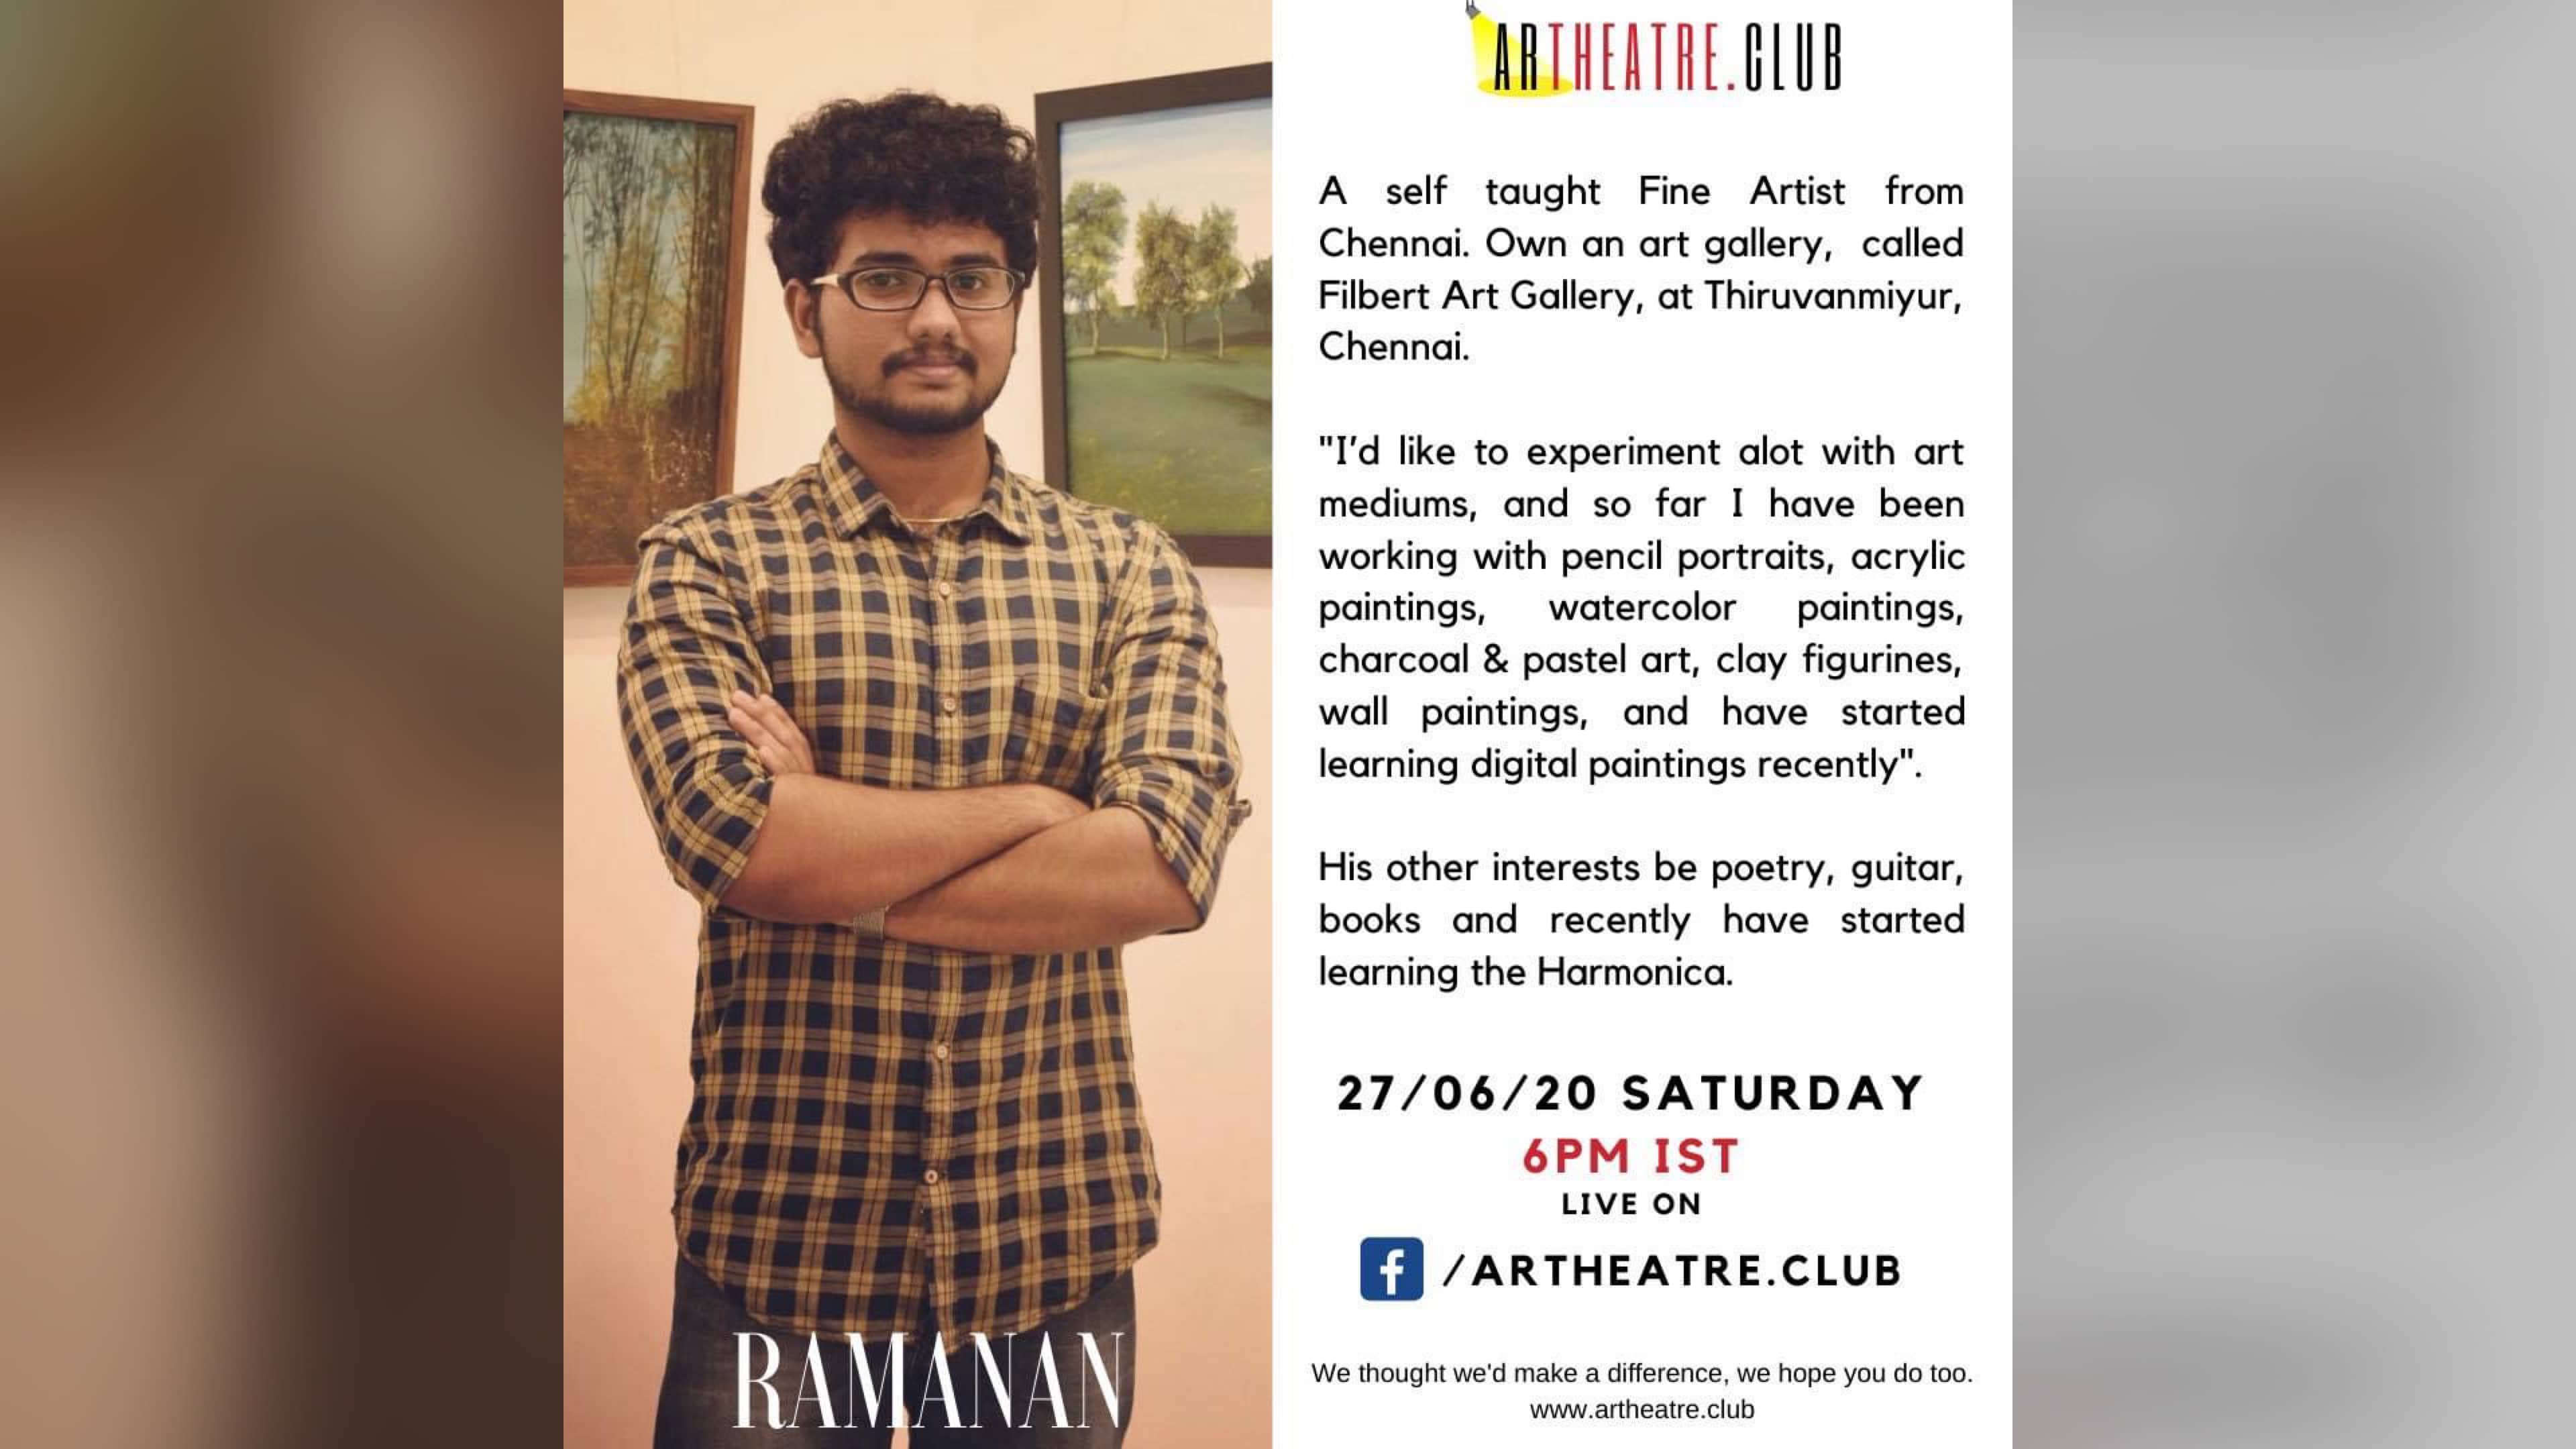 ARTHEATRE.CLUB
A self taught Fine Artist from
Chennai. Own an art gallery, called
Filbert Art Gallery, at Thiruvanmiyur,
Chennai.
"I'd like to experiment alot with art
mediums, and so far I have been
working with pencil portraits, acrylic
paintings, watercolor paintings,
charcoal & pastel art, clay figurines,
wall paintings, and have started
learning digital paintings recently".
His other interests be poetry, guitar,
books and recently have started
learning the Harmonica.
27/06/20 SATURDAY
6PM IST
LIVE ON
f /ARTHEATRE.CLUB
We thought we'd make a difference, we hope you do too.
www.artheatre.club
RAMANAN